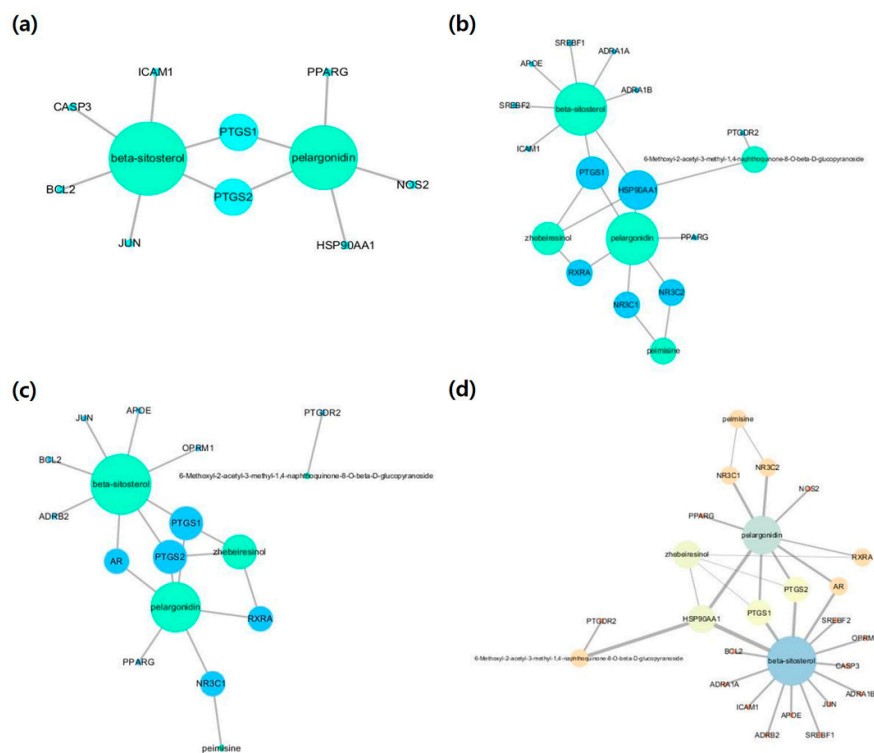 (a)
ICAM1
PPARG
CASP3
PTGS1
beta-sitosterol
pelargonidin
BCL2
PTGS2
NOS2
JUN
HSP90AA1
(b)
SREBF1
ADRA1A
APOE
ADRA1B
beta-sitosterol
SREBF2
PTGDR2
ICAM1
6-Methoxyl-2-acetyl-3-methyl-1,4-naphthoquinone-8-O-beta-D-glucopyranoside
PTGS1
HSP90AA1
zhebeiresinol
pelargonidin
PPARG
RXRA
NR3C1
NR3C2
peimisine
(c)
JUN
APOE
PTGDR2
BCL2
OPRM1
6-Methoxyl-2-acetyl-3-methyl-1,4-naphthoquinone-8-O-beta-D-glucopyranoside
beta-sitosterol
ADRB2
PTGS1
AR
PTGS2
zhebeiresinol
pelargonidin
RXRA
PPARG
NR3C1
peimisine
(d)
peimisine
NR3C1
NR3C2
NOS2
PPARG
pelargonidin
zhebeiresinol
RXRA
PTGS2
AR
PTGS1
HSP90AA1
SREBF2
PTGDR2
OPRM1
6-Methoxyl-2-acetyl-3-methyl-1,4-naphthoquinone-8-O-beta-D-glucopyranoside
BCL2
beta-sitosterol
CASP3
ADRA1A
ADRA1B
ICAM1
JUN
APOE
ADRB2
SREBF1